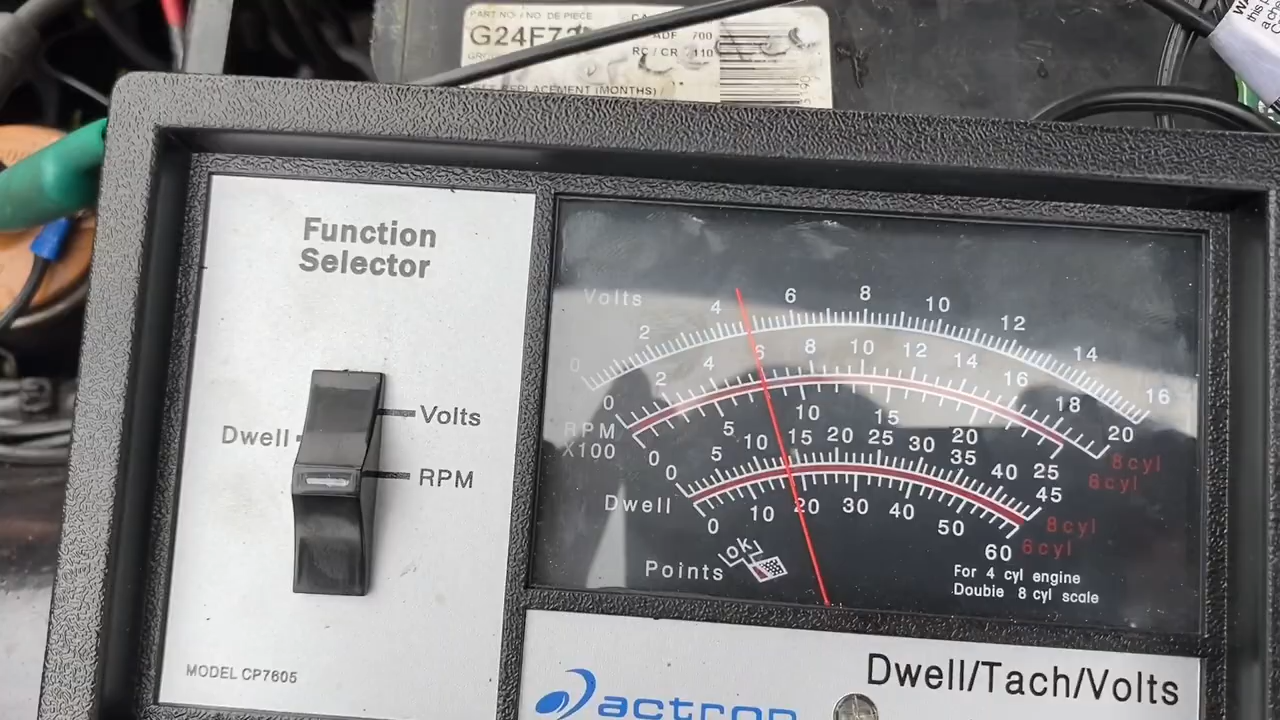 PART NO / NO. DE PIECE
G24F72
700
RC / CR 110
REPLACEMENT (MONTHS) /
Function
Selector
Volts
Dwell
RPM
MODEL CP7605
Volts
0 2 4 6 8 10 12 14 16
0 2 4 6 8 10 12 14 16 18 20
RPM
X100
8cyl
0 5 10 15 20 25
6cyl
0 5 10 15 20 25 30 35 40 45
Dwell
8cyl
0 10 20 30 40 50 60
6cyl
Points
ok
For 4 cyl engine
Double 8 cyl scale
Dwell/Tach/Volts
actron